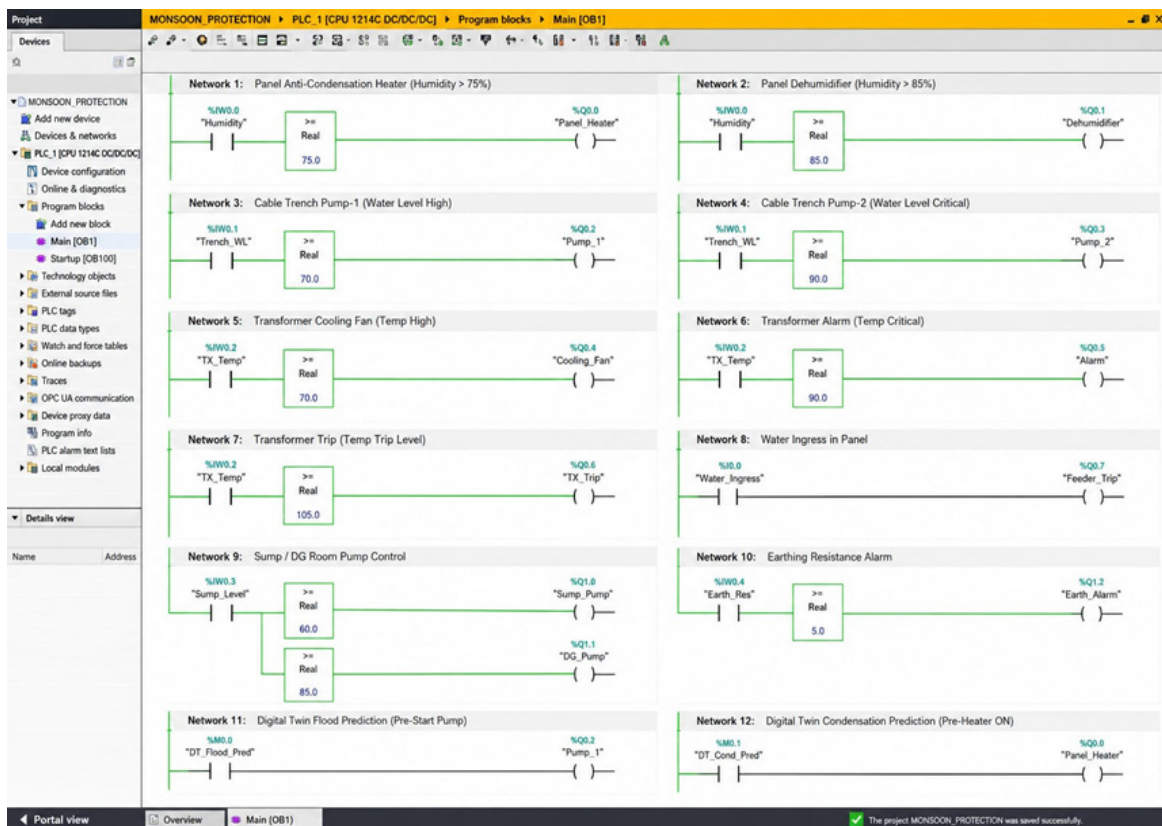 Project
MONSOON_PROTECTION ▸ PLC_1 [CPU 1214C DC/DC/DC] ▸ Program blocks ▸ Main [OB1]
Devices
MONSOON_PROTECTION
Add new device
Devices & networks
PLC_1 [CPU 1214C DC/DC/DC]
Device configuration
Online & diagnostics
Program blocks
Add new block
Main [OB1]
Startup [OB100]
Technology objects
External source files
PLC tags
PLC data types
Watch and force tables
Online backups
Traces
OPC UA communication
Device proxy data
Program info
PLC alarm text lists
Local modules
Details view
Name Address
Network 1: Panel Anti-Condensation Heater (Humidity > 75%)
%IW0.0 %Q0.0
"Humidity" >= "Panel_Heater"
Real
75.0
Network 2: Panel Dehumidifier (Humidity > 85%)
%IW0.0 %Q0.1
"Humidity" >= "Dehumidifier"
Real
85.0
Network 3: Cable Trench Pump-1 (Water Level High)
%IW0.1 %Q0.2
"Trench_WL" >= "Pump_1"
Real
70.0
Network 4: Cable Trench Pump-2 (Water Level Critical)
%IW0.1 %Q0.3
"Trench_WL" >= "Pump_2"
Real
90.0
Network 5: Transformer Cooling Fan (Temp High)
%IW0.2 %Q0.4
"TX_Temp" >= "Cooling_Fan"
Real
70.0
Network 6: Transformer Alarm (Temp Critical)
%IW0.2 %Q0.5
"TX_Temp" >= "Alarm"
Real
90.0
Network 7: Transformer Trip (Temp Trip Level)
%IW0.2 %Q0.6
"TX_Temp" >= "TX_Trip"
Real
105.0
Network 8: Water Ingress in Panel
%I0.0 %Q0.7
"Water_Ingress" "Feeder_Trip"
Network 9: Sump / DG Room Pump Control
%IW0.3 %Q1.0
"Sump_Level" >= "Sump_Pump"
Real
60.0
%Q1.1
>= "DG_Pump"
Real
85.0
Network 10: Earthing Resistance Alarm
%IW0.4 %Q1.2
"Earth_Res" >= "Earth_Alarm"
Real
5.0
Network 11: Digital Twin Flood Prediction (Pre-Start Pump)
%M0.0 %Q0.2
"DT_Flood_Pred" "Pump_1"
Network 12: Digital Twin Condensation Prediction (Pre-Heater ON)
%M0.1 %Q0.0
"DT_Cond_Pred" "Panel_Heater"
Portal view
Overview
Main (OB1)
The project MONSOON_PROTECTION was saved successfully.